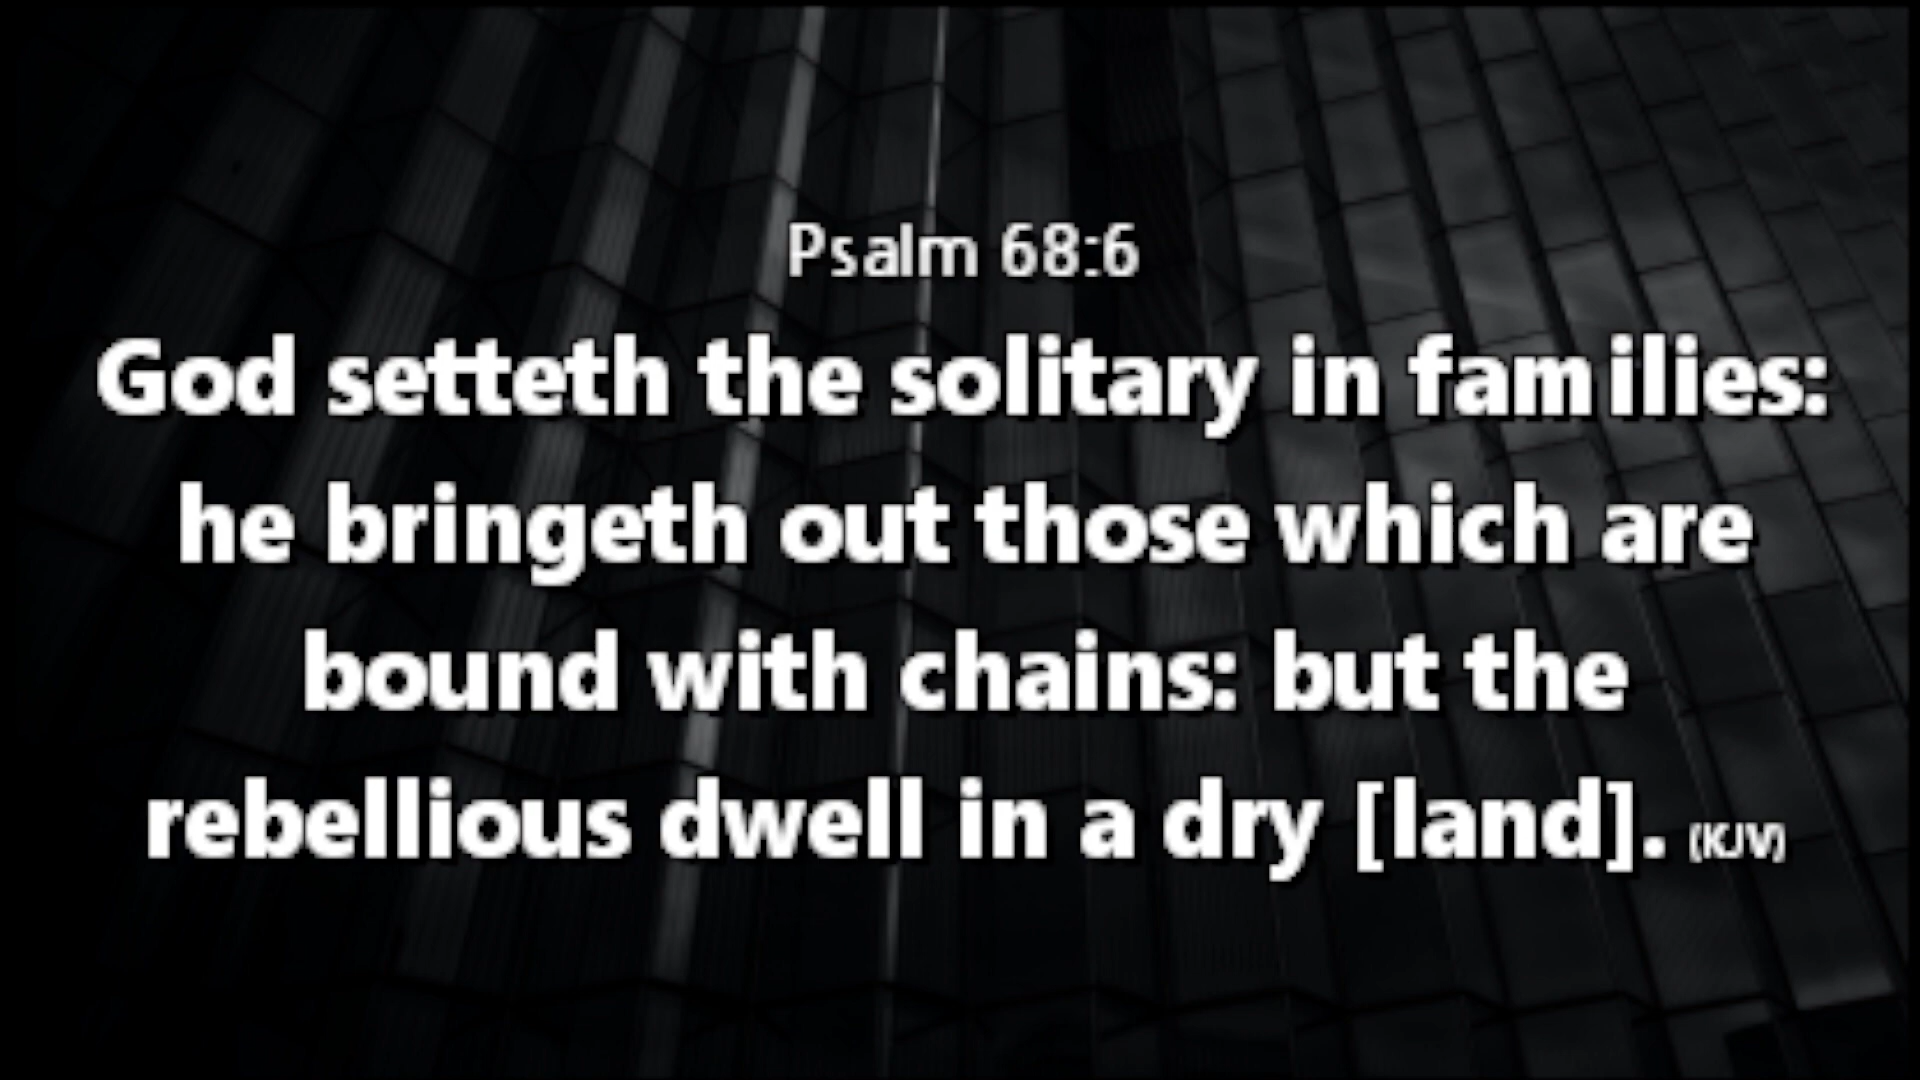 Psalm 68:6
God setteth the solitary in families:
he bringeth out those which are
bound with chains: but the
rebellious dwell in a dry [land]. (KJV)